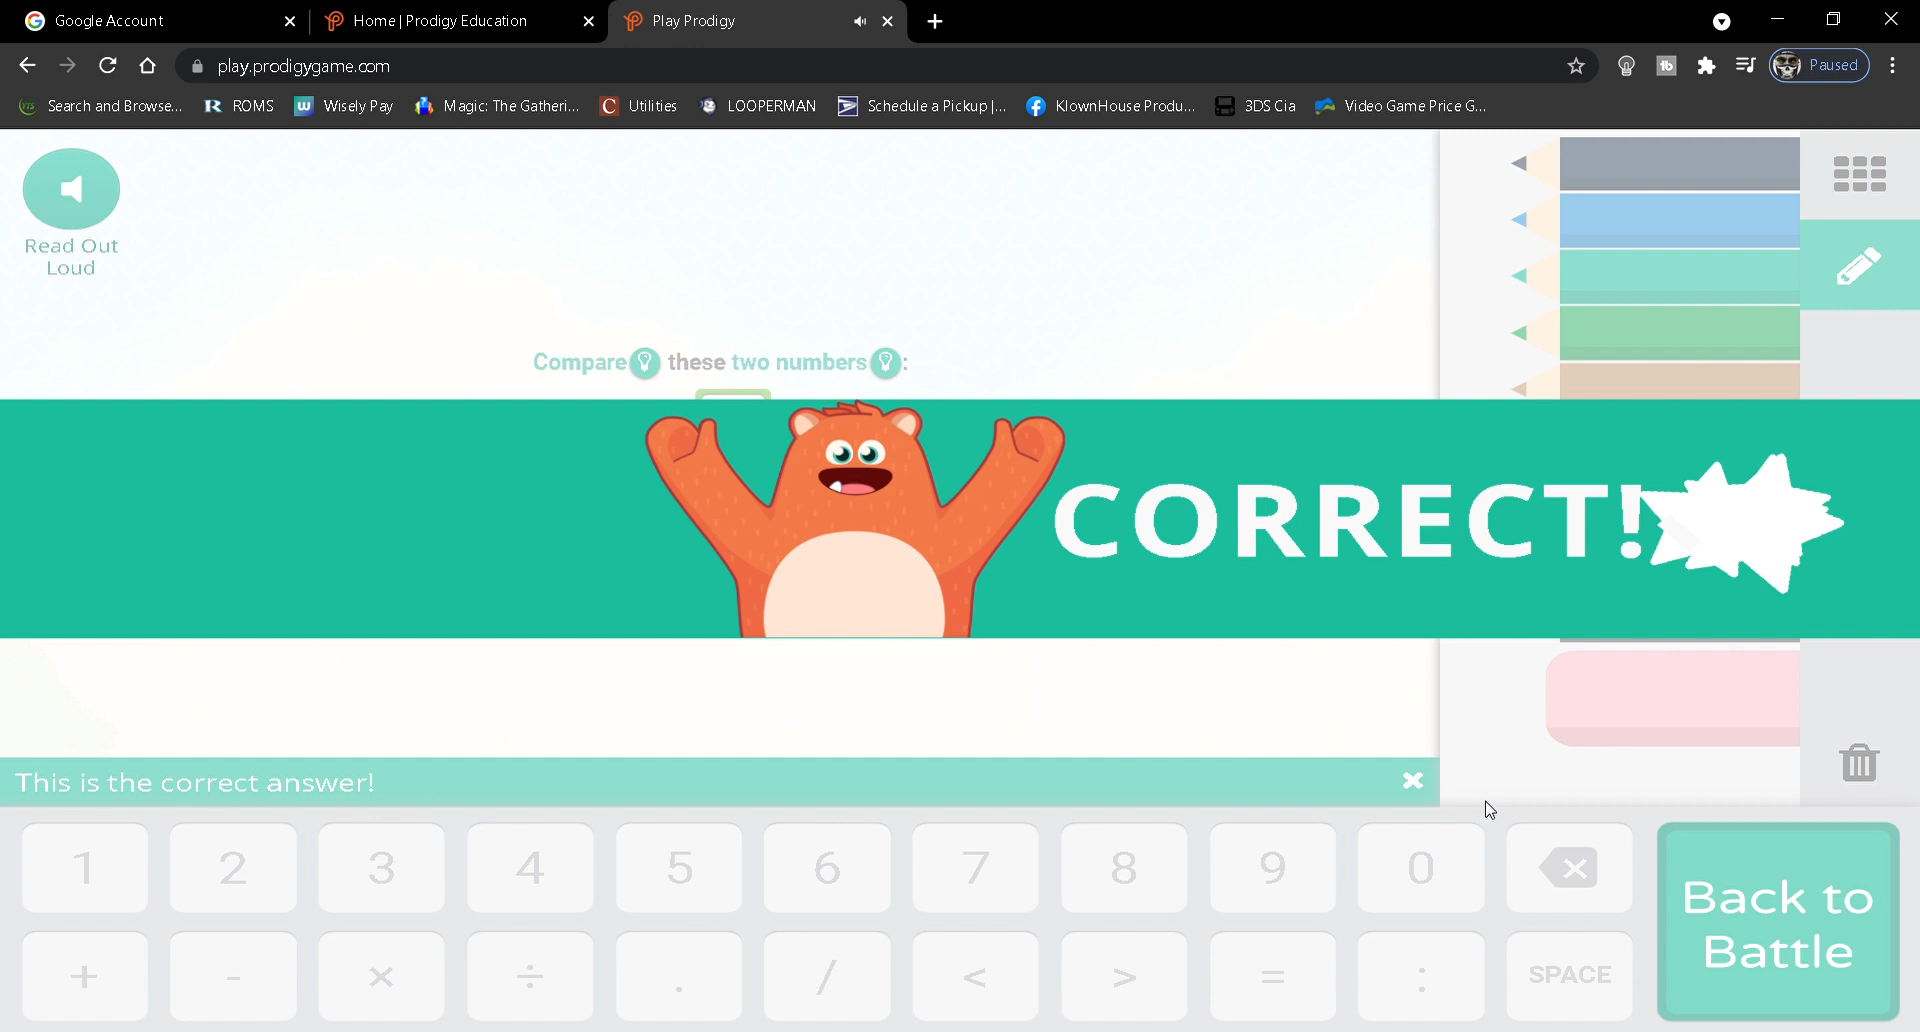 Google Account
Home | Prodigy Education
Play Prodigy
play.prodigygame.com
Paused
Search and Browse...
ROMS
Wisely Pay
Magic: The Gatheri...
Utilities
LOOPERMAN
Schedule a Pickup |...
KlownHouse Produ...
3DS Cia
Video Game Price G...
Read Out
Loud
Compare these two numbers:
CORRECT!
This is the correct answer!
1 2 3 4 5 6 7 8 9 0
+ - × ÷ . / < > = : SPACE
Back to
Battle